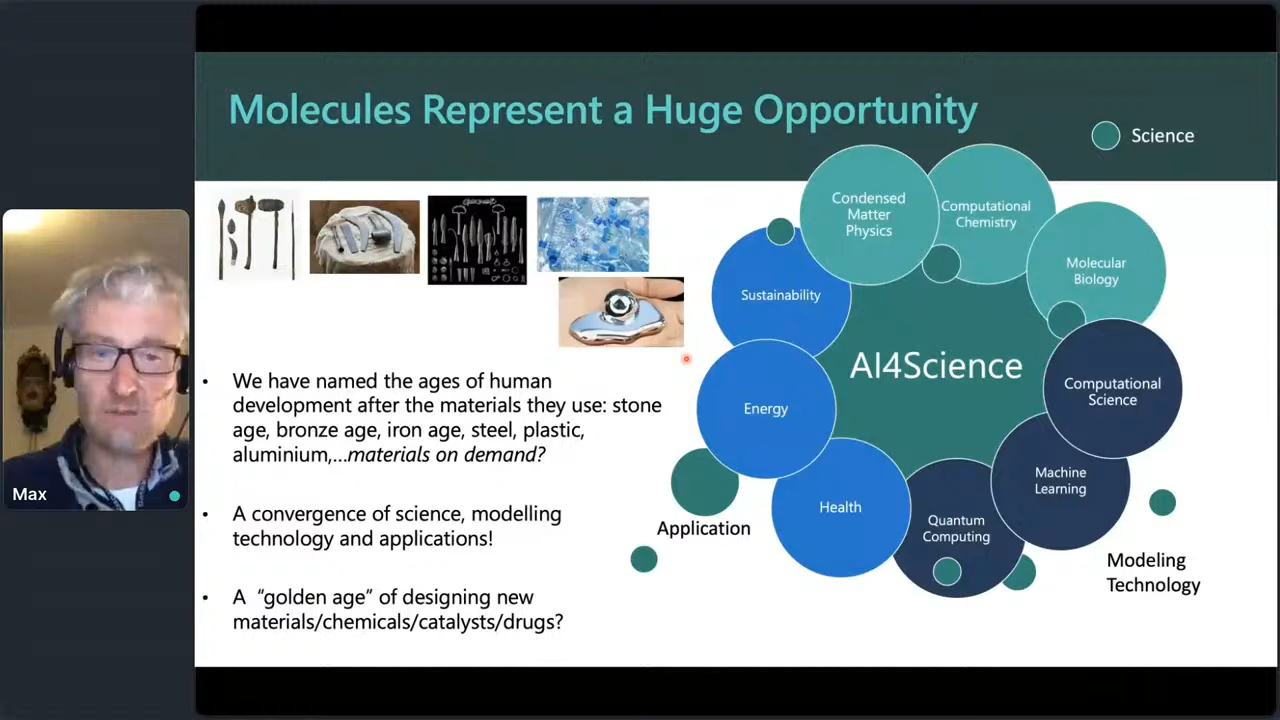 Molecules Represent a Huge Opportunity
Science
Condensed
Matter
Physics
Computational
Chemistry
Molecular
Biology
Sustainability
AI4Science
Computational
Science
Energy
Machine
Learning
Health
Quantum
Computing
Application
Modeling
Technology
• We have named the ages of human
development after the materials they use: stone
age, bronze age, iron age, steel, plastic,
aluminium,...materials on demand?
• A convergence of science, modelling
technology and applications!
• A “golden age” of designing new
materials/chemicals/catalysts/drugs?
Max